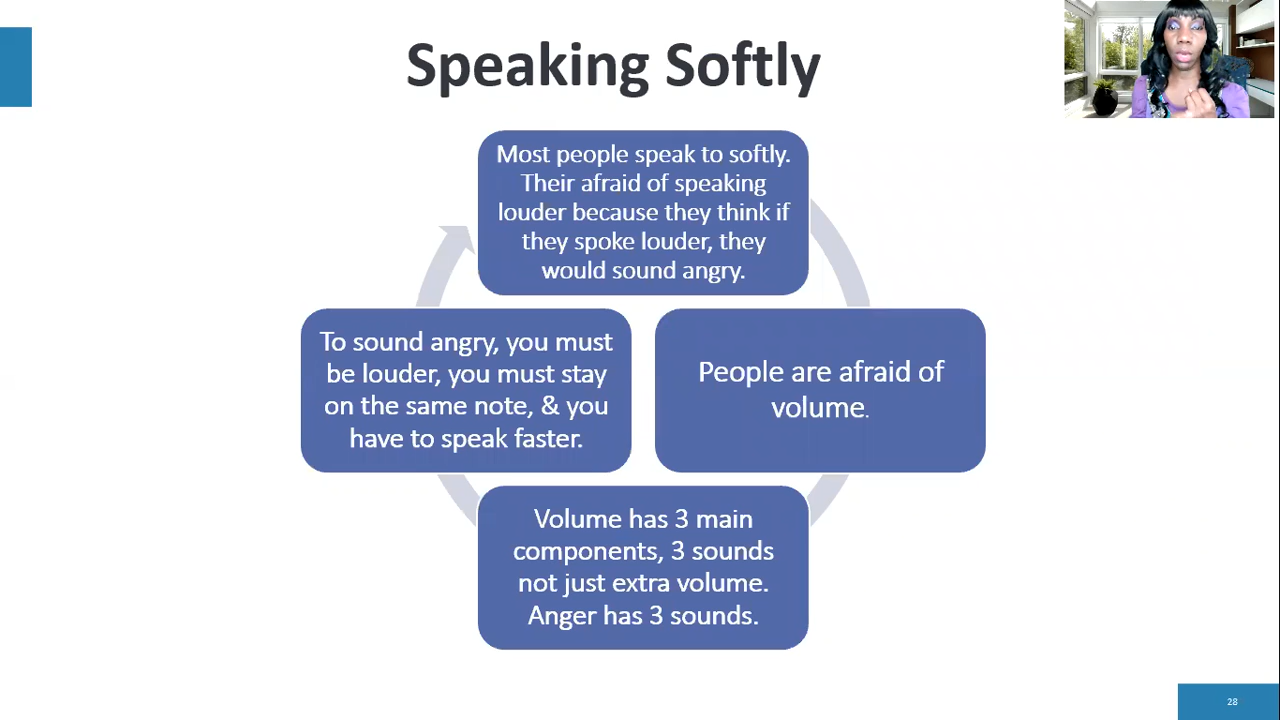 Speaking Softly
Most people speak to softly.
Their afraid of speaking
louder because they think if
they spoke louder, they
would sound angry.
People are afraid of
volume.
Volume has 3 main
components, 3 sounds
not just extra volume.
Anger has 3 sounds.
To sound angry, you must
be louder, you must stay
on the same note, & you
have to speak faster.
28